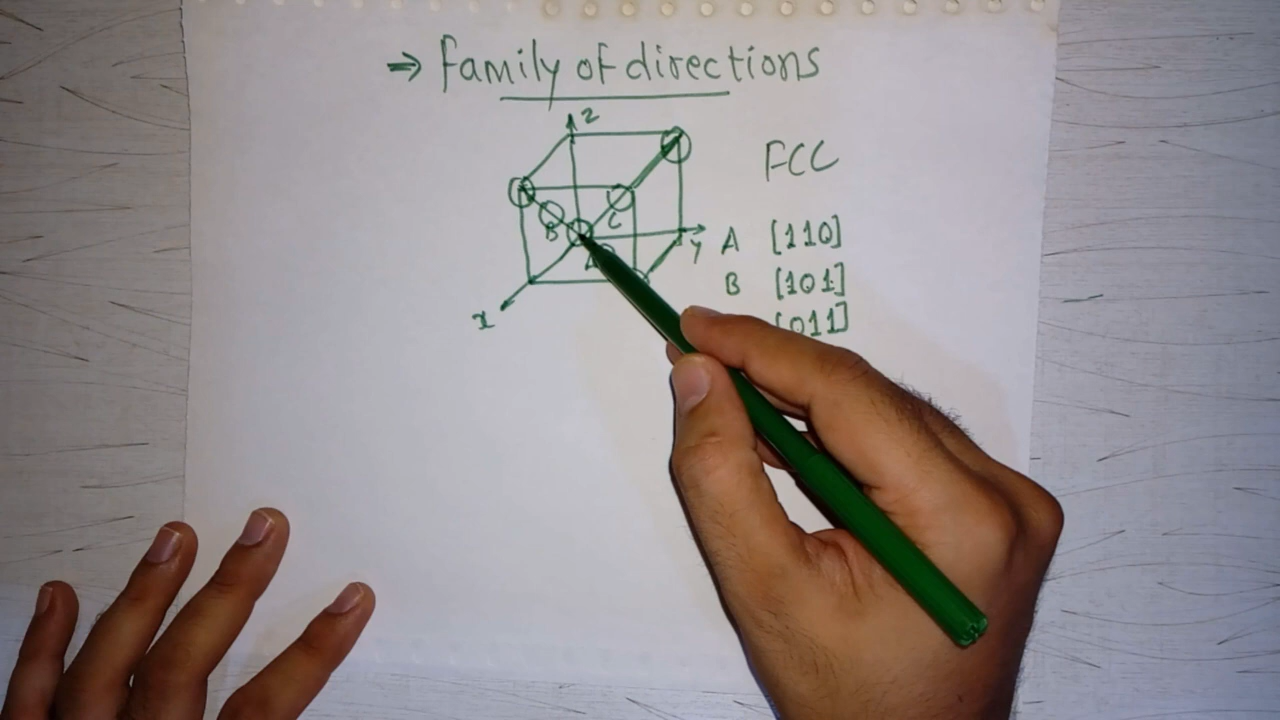 ⇒ Family of directions
z
FCC
B C
y A [110]
B [101]
x [011]